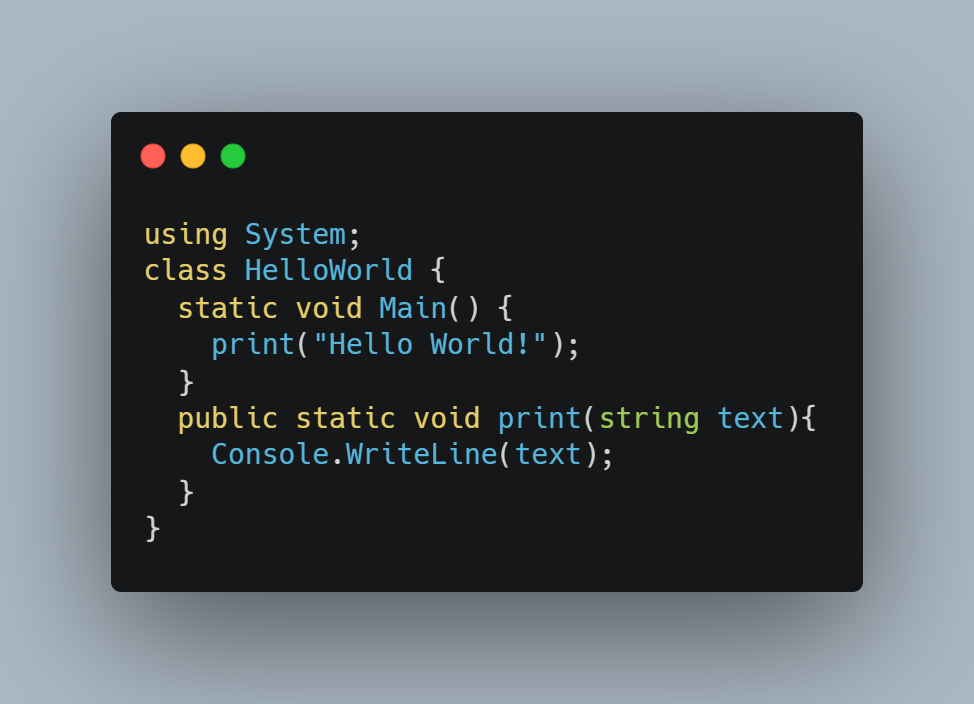 using System;
class HelloWorld {
  static void Main() {
    print("Hello World!");
  }
  public static void print(string text){
    Console.WriteLine(text);
  }
}